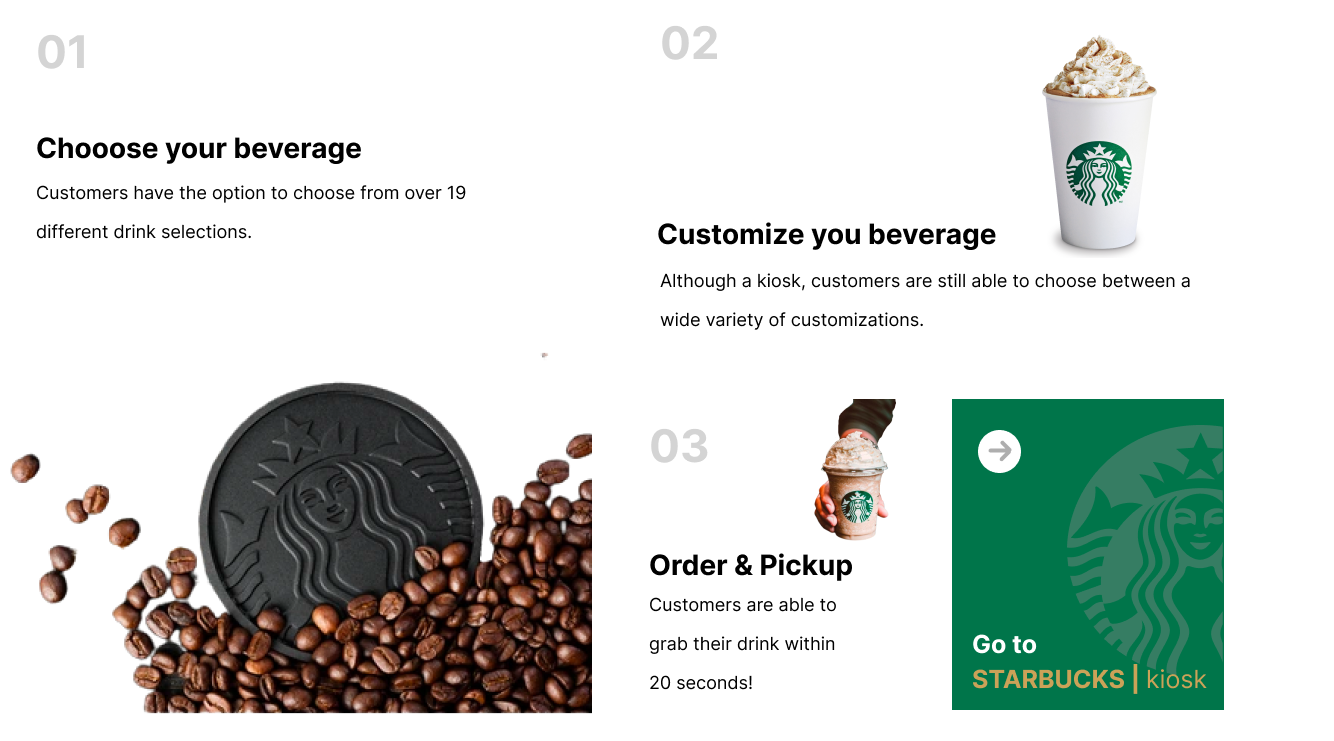 01
Chooose your beverage
Customers have the option to choose from over 19
different drink selections.
02
Customize you beverage
Although a kiosk, customers are still able to choose between a
wide variety of customizations.
03
Order & Pickup
Customers are able to
grab their drink within
20 seconds!
Go to
STARBUCKS | kiosk